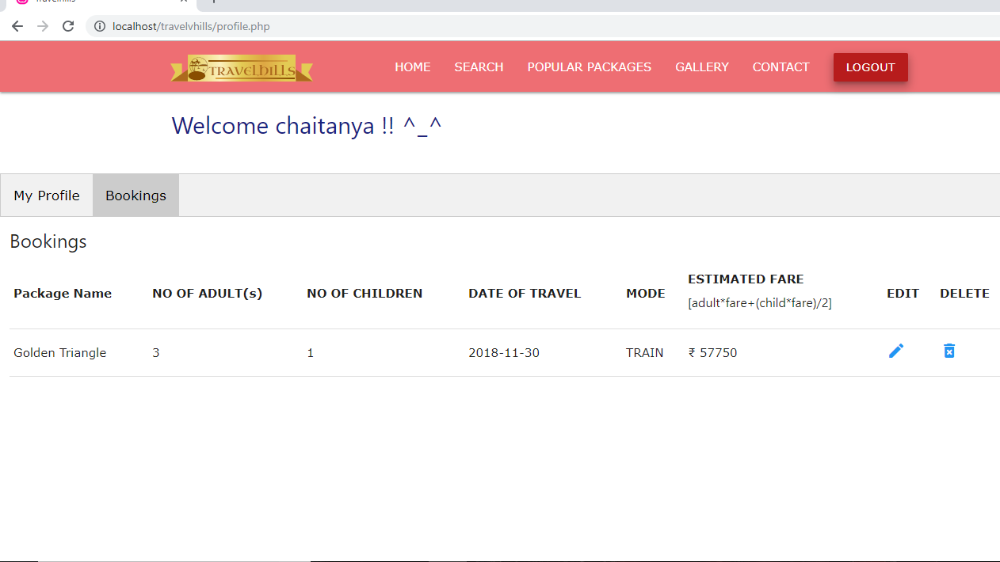 Travelhills
localhost/travelvhills/profile.php
TRAVELhILLS
HOME SEARCH POPULAR PACKAGES GALLERY CONTACT LOGOUT
Welcome chaitanya !! ^_^
My Profile Bookings
Bookings
Package Name NO OF ADULT(s) NO OF CHILDREN DATE OF TRAVEL MODE ESTIMATED FARE EDIT DELETE
[adult*fare+(child*fare)/2]
Golden Triangle 3 1 2018-11-30 TRAIN ₹ 57750